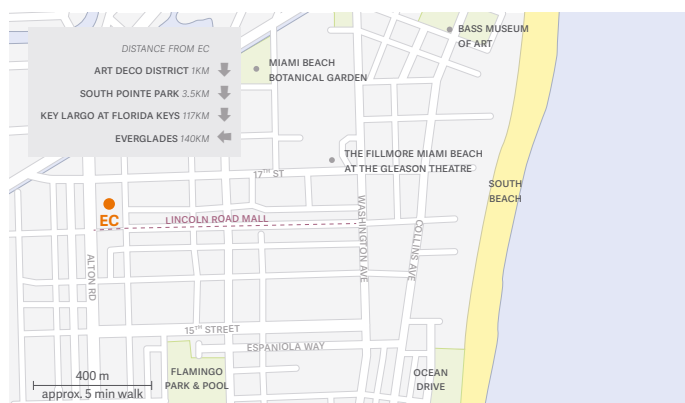 BASS MUSEUM
OF ART
DISTANCE FROM EC
ART DECO DISTRICT 1KM
SOUTH POINTE PARK 3.5KM
KEY LARGO AT FLORIDA KEYS 117KM
EVERGLADES 140KM
MIAMI BEACH
BOTANICAL GARDEN
THE FILLMORE MIAMI BEACH
AT THE GLEASON THEATRE
17TH ST
SOUTH
BEACH
EC
LINCOLN ROAD MALL
WASHINGTON AVE
COLLINS AVE
ALTON RD
15TH STREET
ESPANIOLA WAY
FLAMINGO
PARK & POOL
OCEAN
DRIVE
400 m
approx. 5 min walk